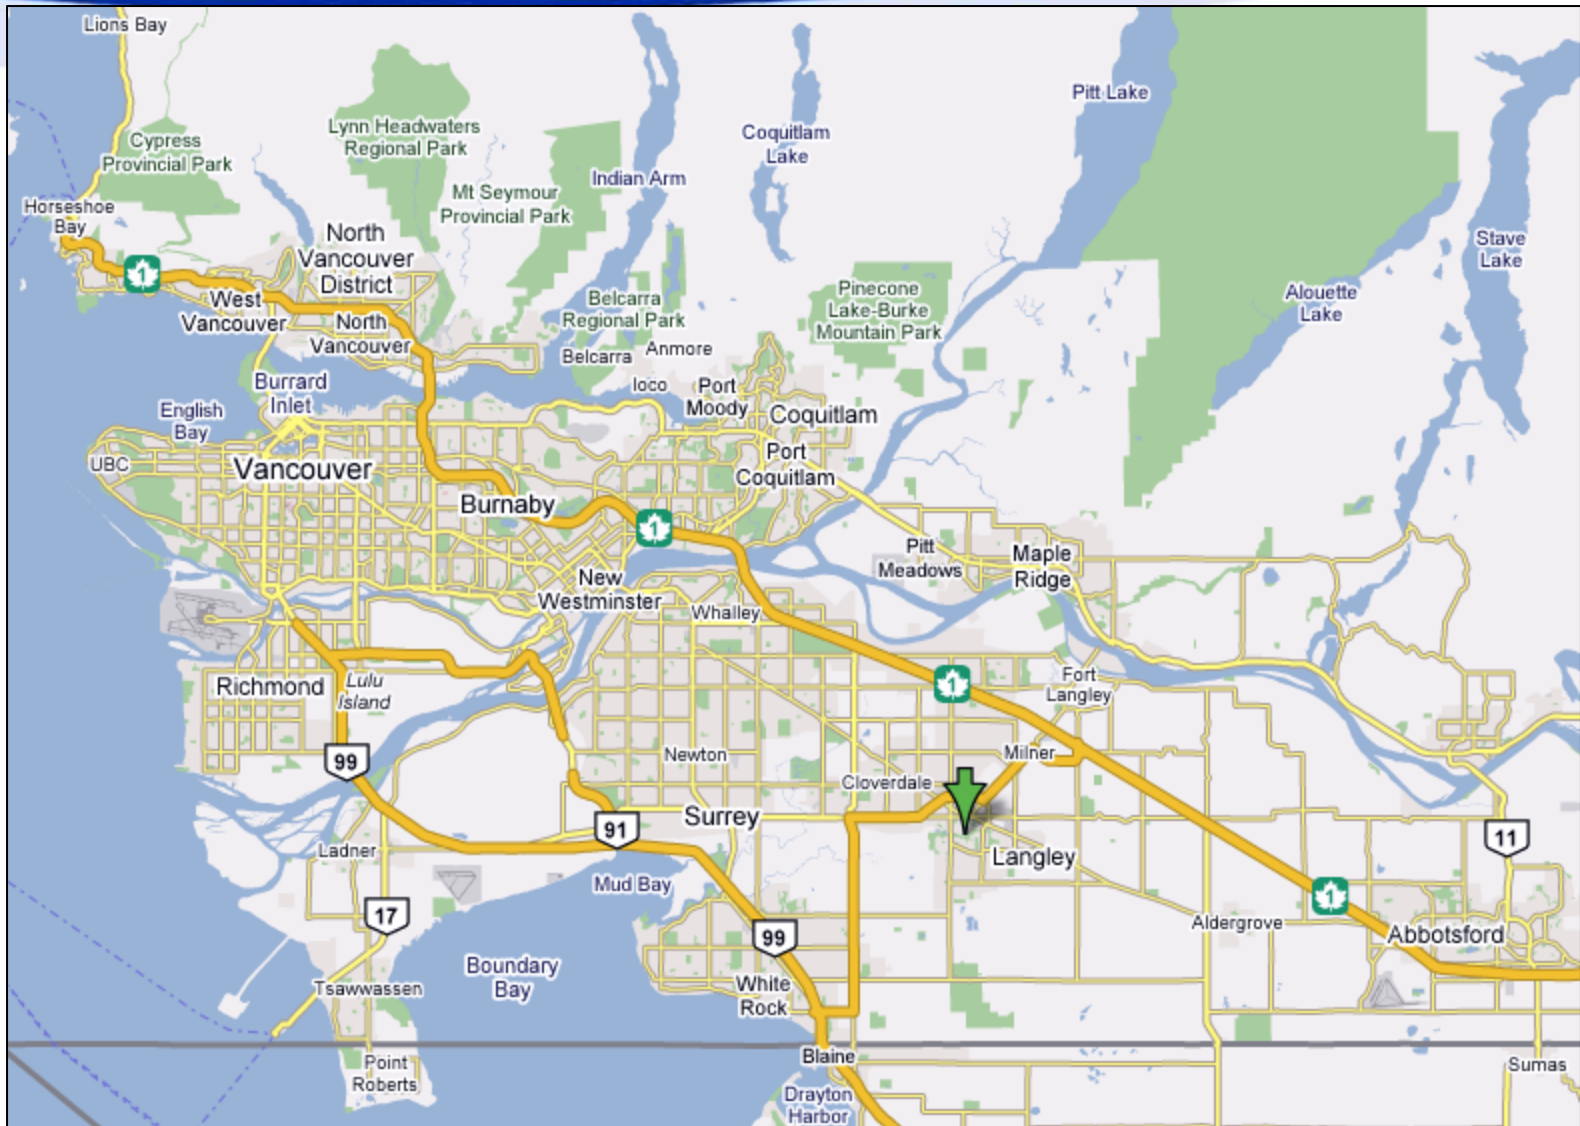 Lions Bay
Pitt Lake
Cypress
Provincial Park
Lynn Headwaters
Regional Park
Coquitlam
Lake
Indian Arm
Mt Seymour
Provincial Park
Horseshoe
Bay
North
Vancouver
District
Stave
Lake
1
West
Vancouver
North
Vancouver
Belcarra
Regional Park
Pinecone
Lake-Burke
Mountain Park
Alouette
Lake
Belcarra
Anmore
Ioco
Port
Moody
Burrard
Inlet
English
Bay
Coquitlam
UBC
Vancouver
Port
Coquitlam
Burnaby
1
Pitt
Meadows
Maple
Ridge
New
Westminster
Whalley
Richmond
Lulu
Island
1
Fort
Langley
99
Newton
Milner
Cloverdale
Surrey
91
11
Ladner
Langley
Mud Bay
17
1
99
Aldergrove
Abbotsford
Boundary
Bay
Tsawwassen
White
Rock
Point
Roberts
Blaine
Sumas
Drayton
Harbor